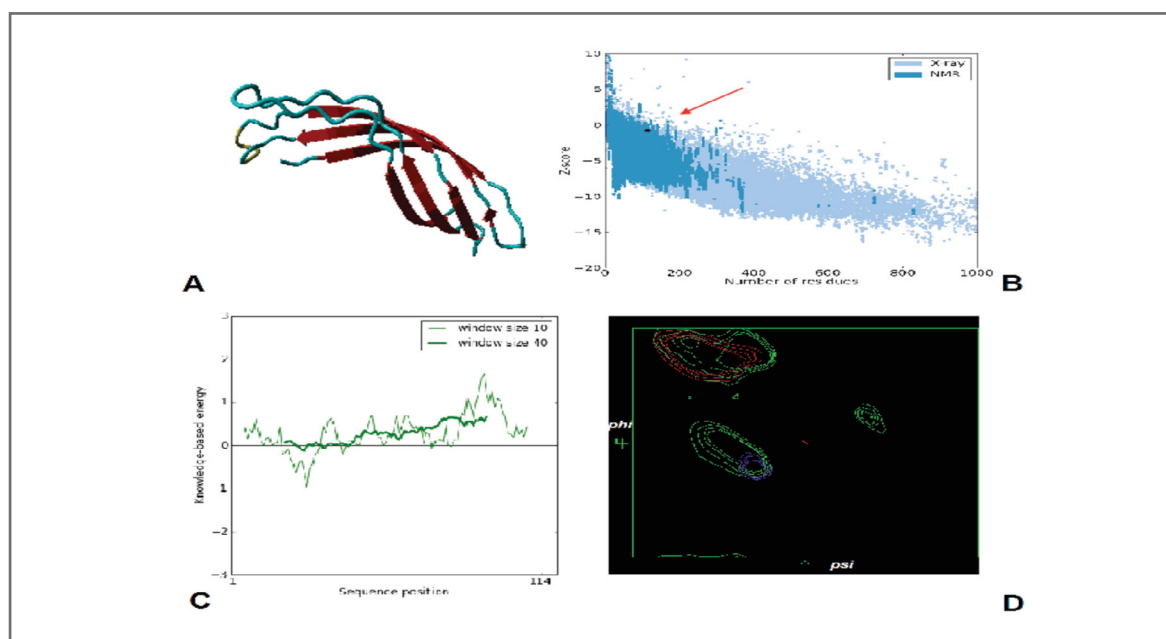 A
10
5
0
−5
−10
−15
−20
Z-score
X-ray
NMR
0
200
400
600
800
1000
Number of residues
B
3
2
1
0
1
−2
−3
Knowledge-based energy
window size 10
window size 40
1
114
Sequence position
C
phi
psi
D